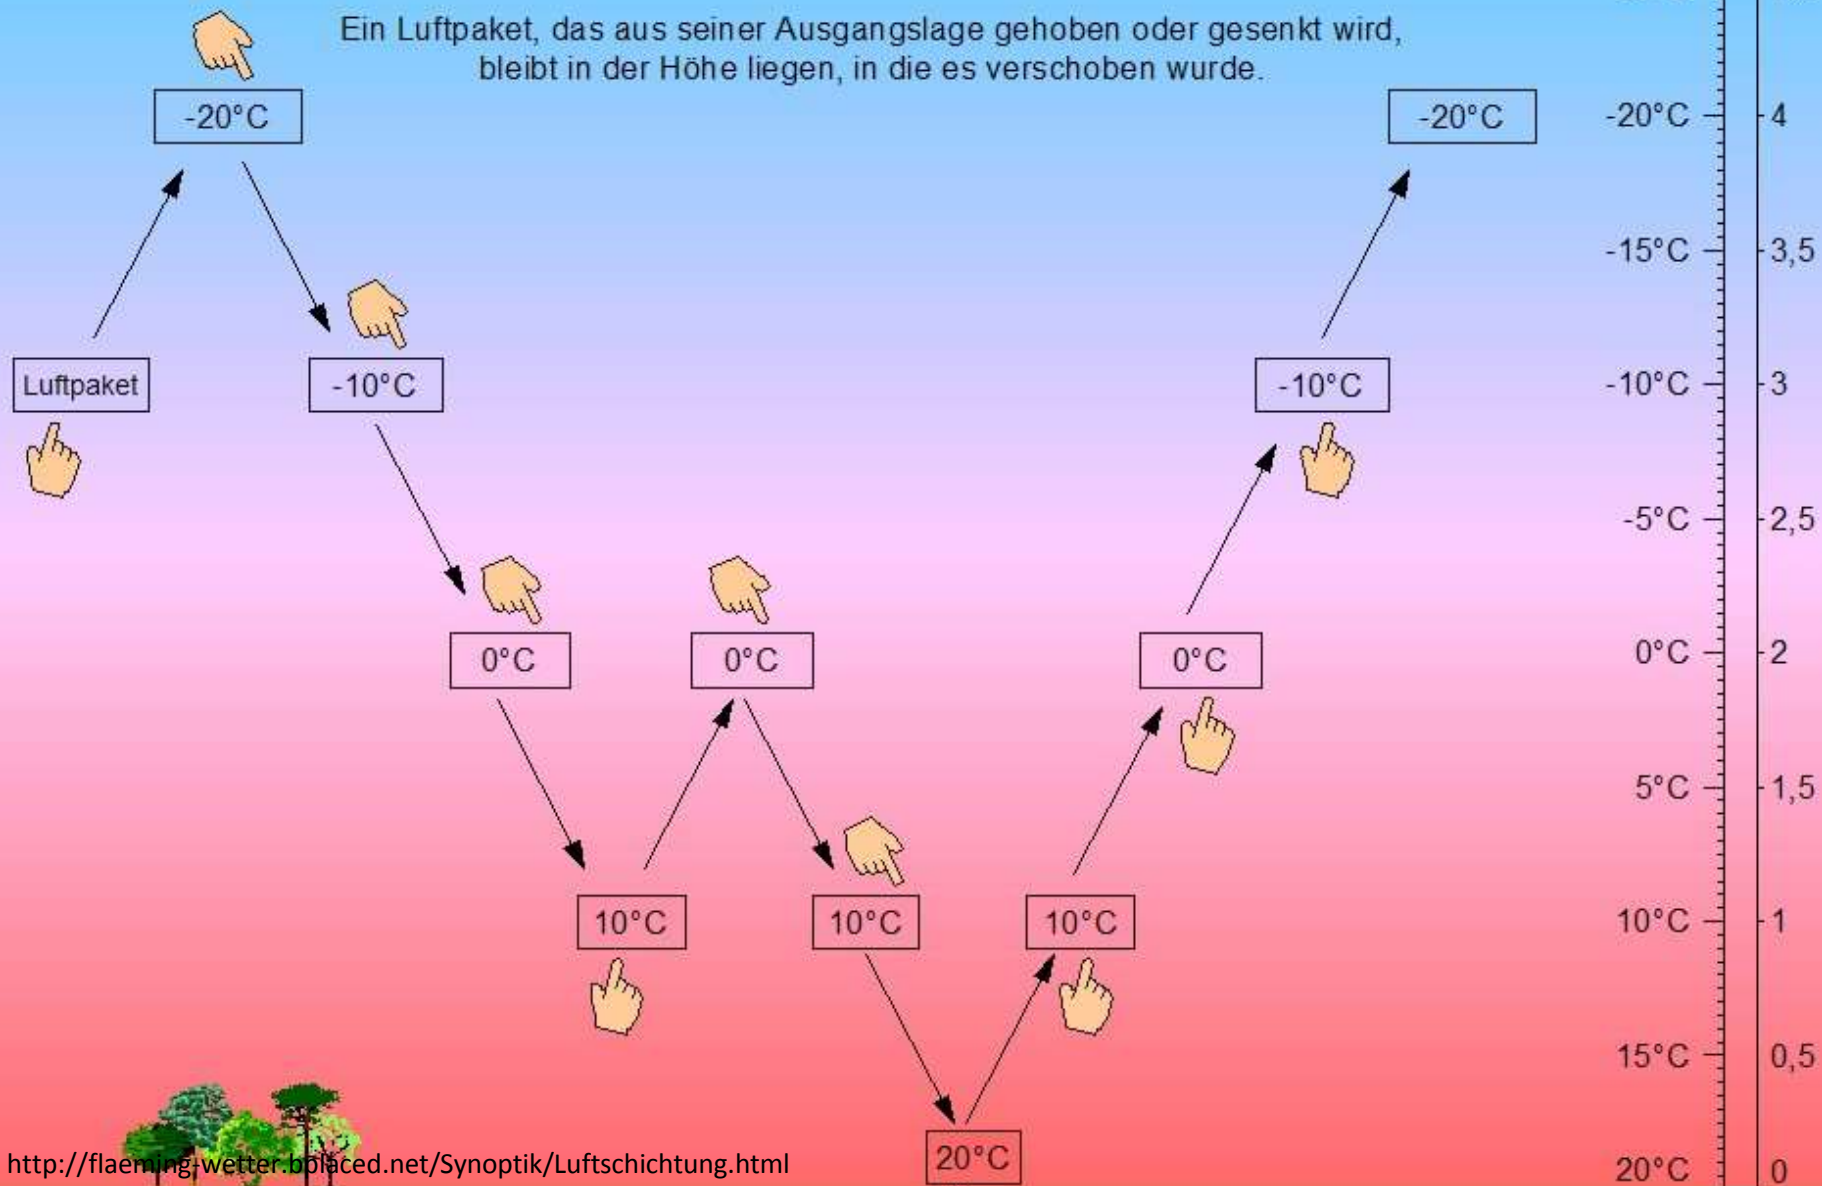 Ein Luftpaket, das aus seiner Ausgangslage gehoben oder gesenkt wird,
bleibt in der Höhe liegen, in die es verschoben wurde.
-20°C
-20°C
-20°C
4
-15°C
3,5
Luftpaket
-10°C
-10°C
-10°C
3
-5°C
2,5
0°C
0°C
0°C
0°C
2
5°C
1,5
10°C
10°C
10°C
10°C
1
15°C
0,5
20°C
20°C
0
http://flaeming-wetter.bplaced.net/Synoptik/Luftschichtung.html